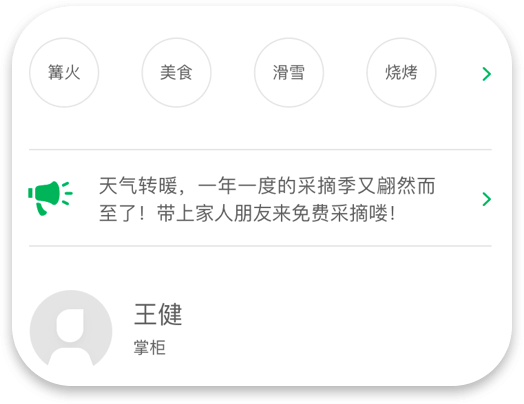 篝火 美食 滑雪 烧烤
天气转暖，一年一度的采摘季又翩然而
至了！带上家人朋友来免费采摘喽！
王健
掌柜